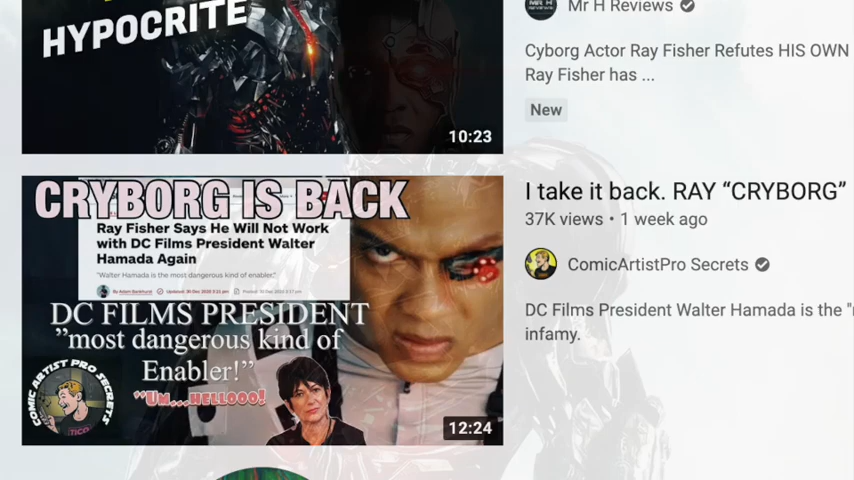 HYPOCRITE
10:23
Mr H Reviews
Cyborg Actor Ray Fisher Refutes HIS OWN
Ray Fisher has ...
New
CRYBORG IS BACK
Ray Fisher Says He Will Not Work
with DC Films President Walter
Hamada Again
"Walter Hamada is the most dangerous kind of enabler."
DC FILMS PRESIDENT
"most dangerous kind of
Enabler!"
"Um...HELLOOO!
COMIC ARTIST PRO SECRETS
12:24
I take it back. RAY “CRYBORG”
37K views • 1 week ago
ComicArtistPro Secrets
DC Films President Walter Hamada is the "
infamy.